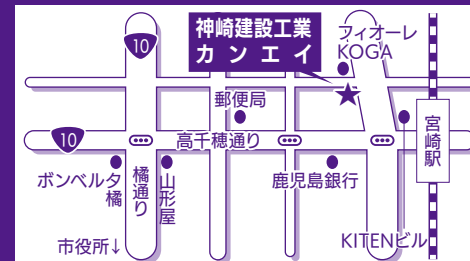 10
神崎建設工業
カンエイ
フィオーレ
KOGA
郵便局
10
高千穂通り
宮崎駅
ボンベルタ
橘
橘通り
山形屋
鹿児島銀行
市役所↓
KITENビル